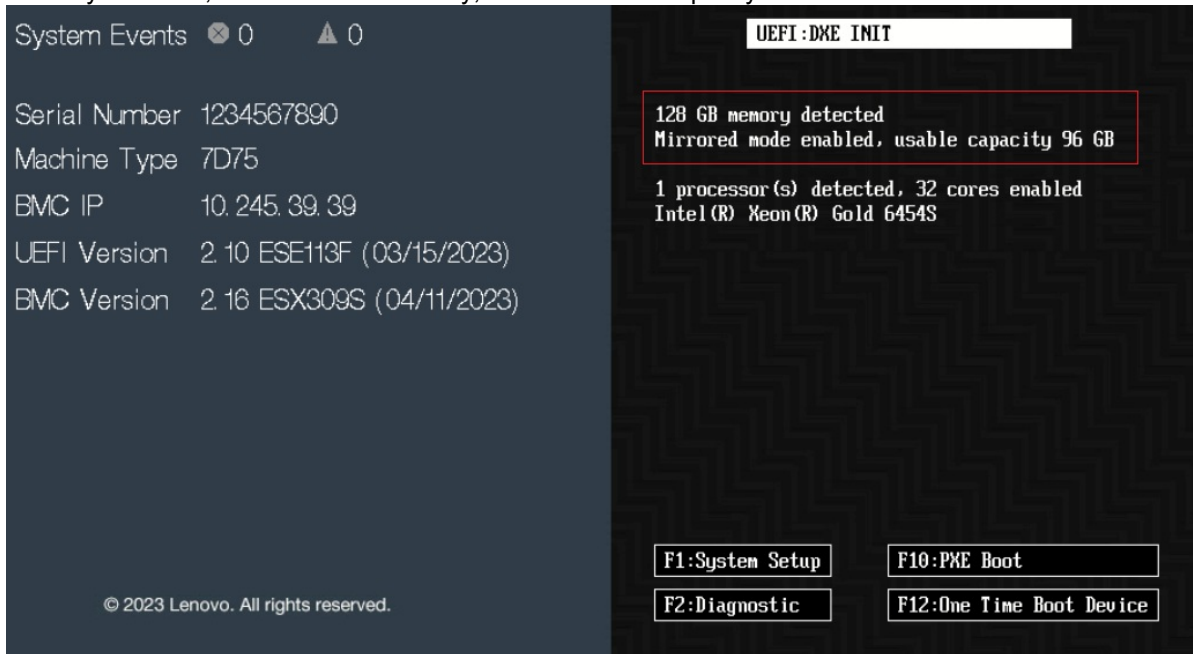 System Events 0 0
Serial Number 1234567890
Machine Type 7D75
BMC IP 10. 245. 39. 39
UEFI Version 2. 10 ESE113F (03/15/2023)
BMC Version 2. 16 ESX309S (04/11/2023)
© 2023 Lenovo. All rights reserved.
UEFI:DXE INIT
128 GB memory detected
Mirrored mode enabled, usable capacity 96 GB
1 processor(s) detected, 32 cores enabled
Intel(R) Xeon(R) Gold 6454S
F1:System Setup
F10:PXE Boot
F2:Diagnostic
F12:One Time Boot Device